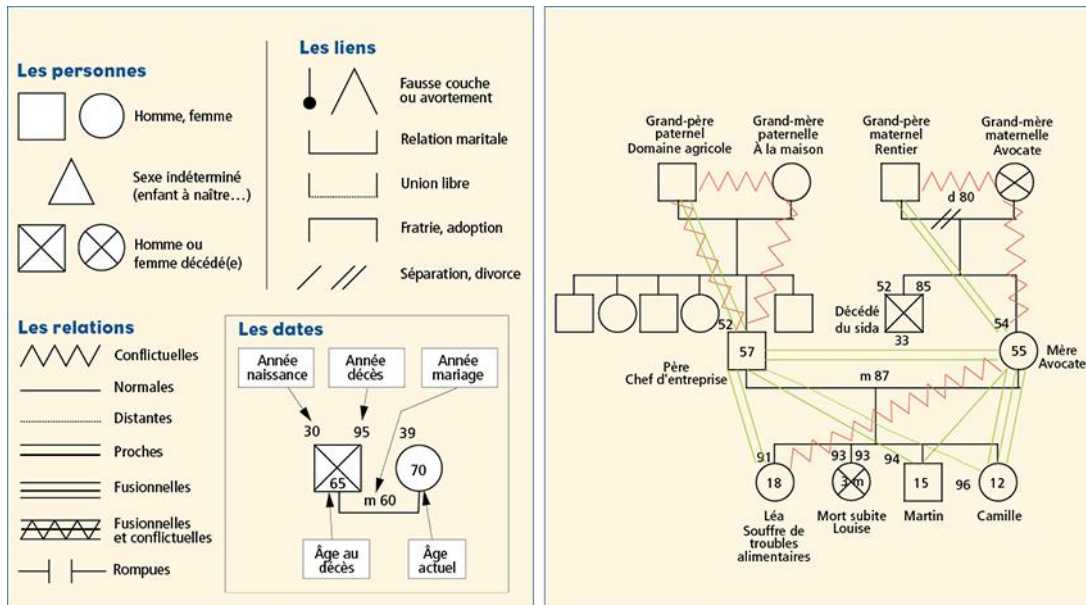 Les personnes
Homme, femme
Sexe indéterminé
(enfant à naître…)
Homme ou
femme décédé(e)
Les liens
Fausse couche
ou avortement
Relation maritale
Union libre
Fratrie, adoption
Séparation, divorce
Les relations
Conflictuelles
Normales
Distantes
Proches
Fusionnelles
Fusionnelles
et conflictuelles
Rompues
Les dates
Année
naissance
Année
décès
Année
mariage
30
95
39
65
70
m 60
Âge au
décès
Âge
actuel
Grand-père
paternel
Domaine agricole
Grand-mère
paternelle
À la maison
Grand-père
maternel
Rentier
Grand-mère
maternelle
Avocate
d 80
52
57
Père
Chef d'entreprise
52
85
Décédé
du sida
33
54
55
Mère
Avocate
m 87
91
18
Léa
Souffre de
troubles
alimentaires
93
93
3 m
Mort subite
Louise
94
15
Martin
96
12
Camille